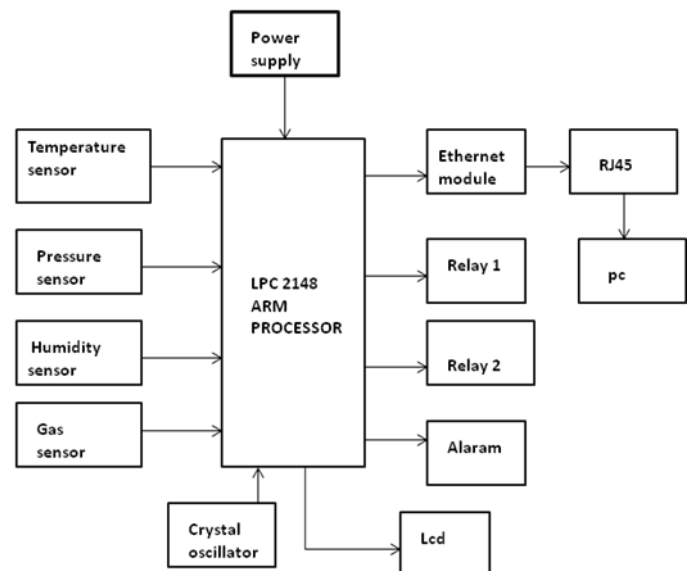 Power
supply
Temperature
sensor
Ethernet
module
RJ45
Pressure
sensor
LPC 2148
ARM
PROCESSOR
Relay 1
pc
Humidity
sensor
Relay 2
Gas
sensor
Alaram
Crystal
oscillator
Lcd